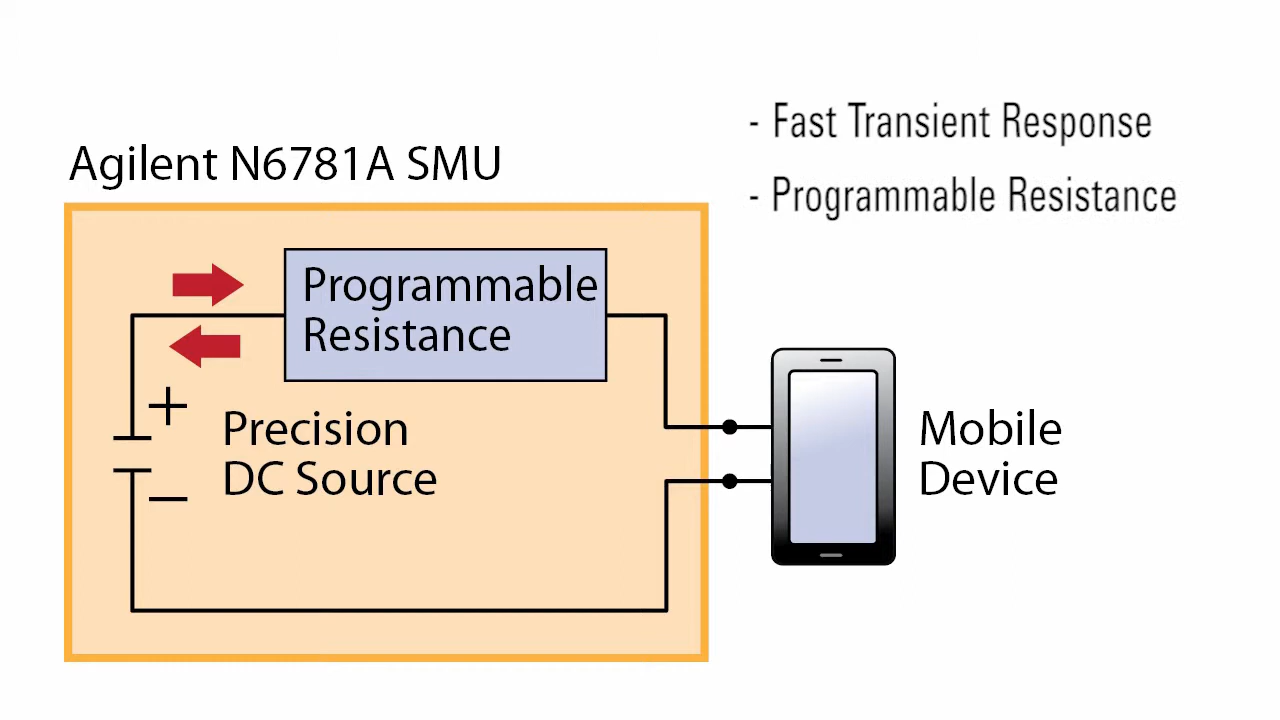 - Fast Transient Response
- Programmable Resistance
Agilent N6781A SMU
Programmable
Resistance
+
Precision
DC Source
−
Mobile
Device